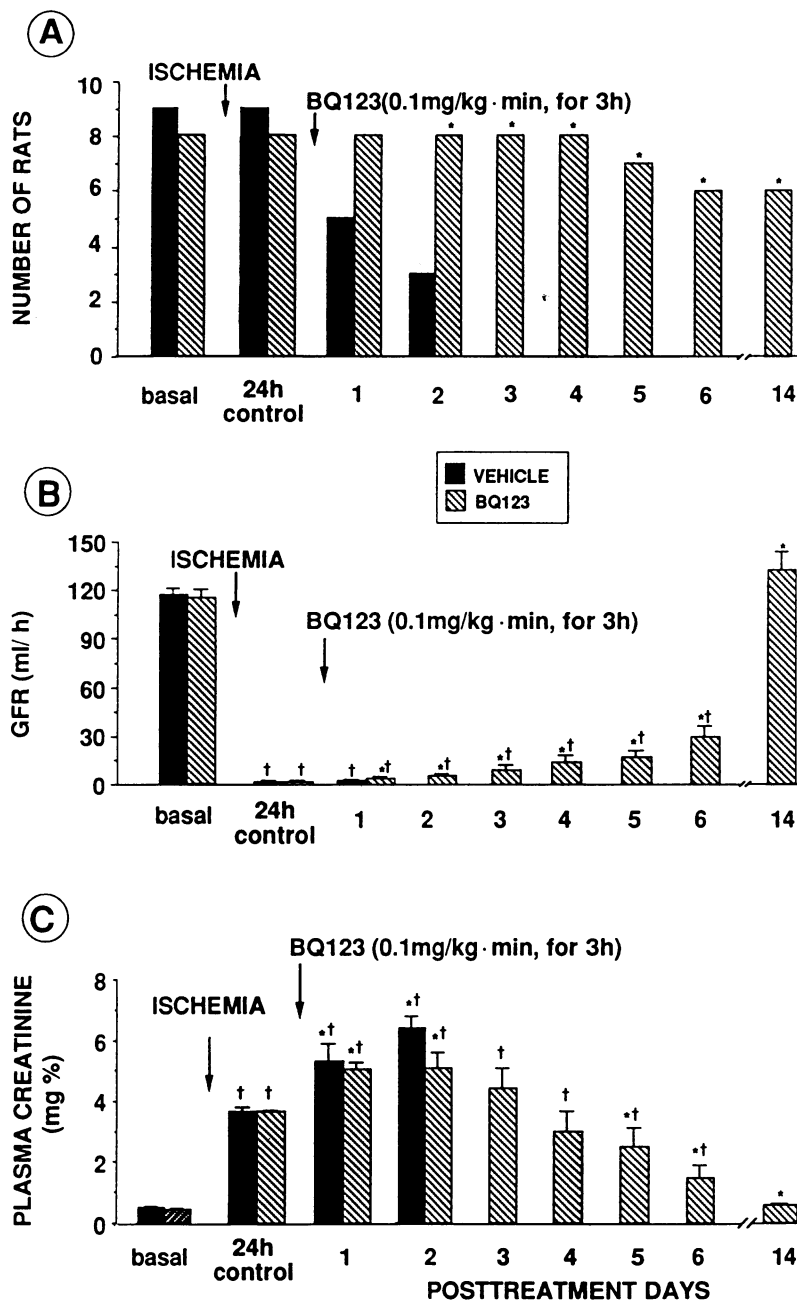 A
ISCHEMIA
BQ123(0.1mg/kg·min, for 3h)
NUMBER OF RATS
10
8
6
4
2
0
* * * * * *
basal 24h control 1 2 3 4 5 6 14
VEHICLE
BQ123
B
ISCHEMIA
BQ123 (0.1mg/kg·min, for 3h)
GFR (ml/ h)
150
120
90
60
30
0
† † † *† *† *† *† *† *† *
basal 24h control 1 2 3 4 5 6 14
C
BQ123 (0.1mg/kg·min, for 3h)
ISCHEMIA
PLASMA CREATININE
(mg %)
8
6
4
2
0
† † *† *† *† *† † † *† *† *
basal 24h control 1 2 3 4 5 6 14
POSTTREATMENT DAYS